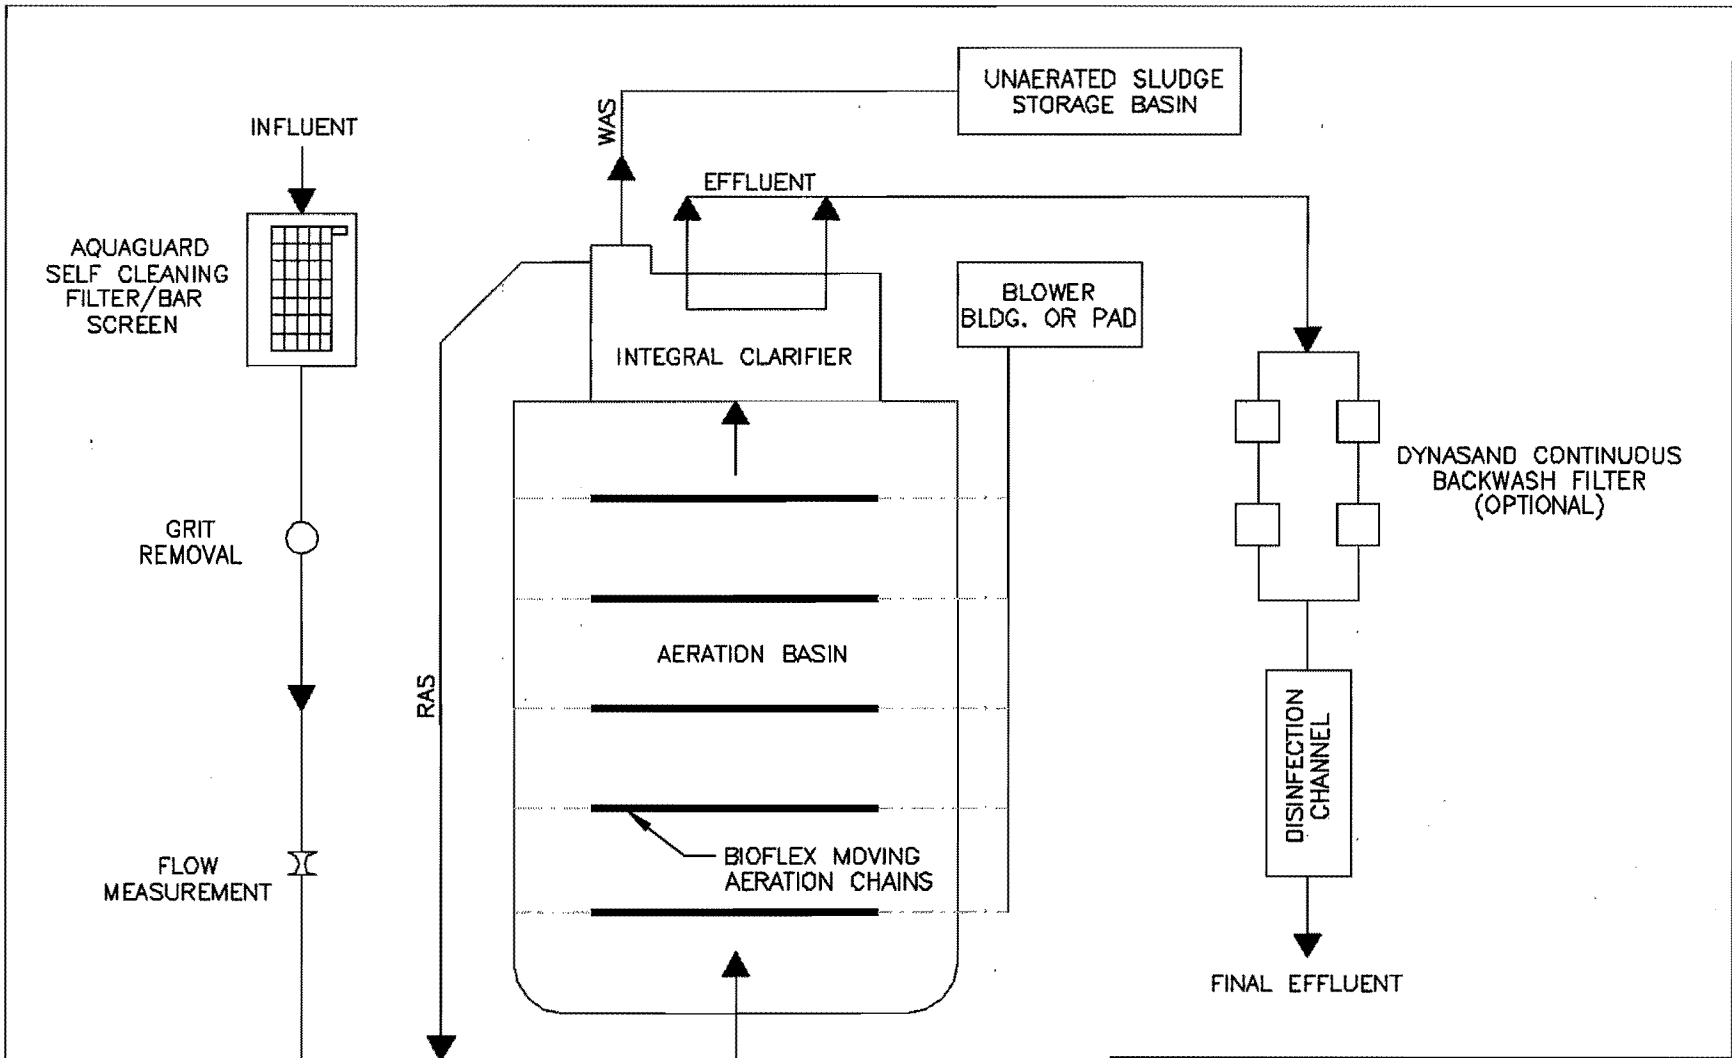 INFLUENT
AQUAGUARD
SELF CLEANING
FILTER/BAR
SCREEN
GRIT
REMOVAL
FLOW
MEASUREMENT
RAS
WAS
UNAERATED SLUDGE
STORAGE BASIN
EFFLUENT
INTEGRAL CLARIFIER
BLOWER
BLDG. OR PAD
AERATION BASIN
BIOFLEX MOVING
AERATION CHAINS
DYNASAND CONTINUOUS
BACKWASH FILTER
(OPTIONAL)
DISINFECTION
CHANNEL
FINAL EFFLUENT